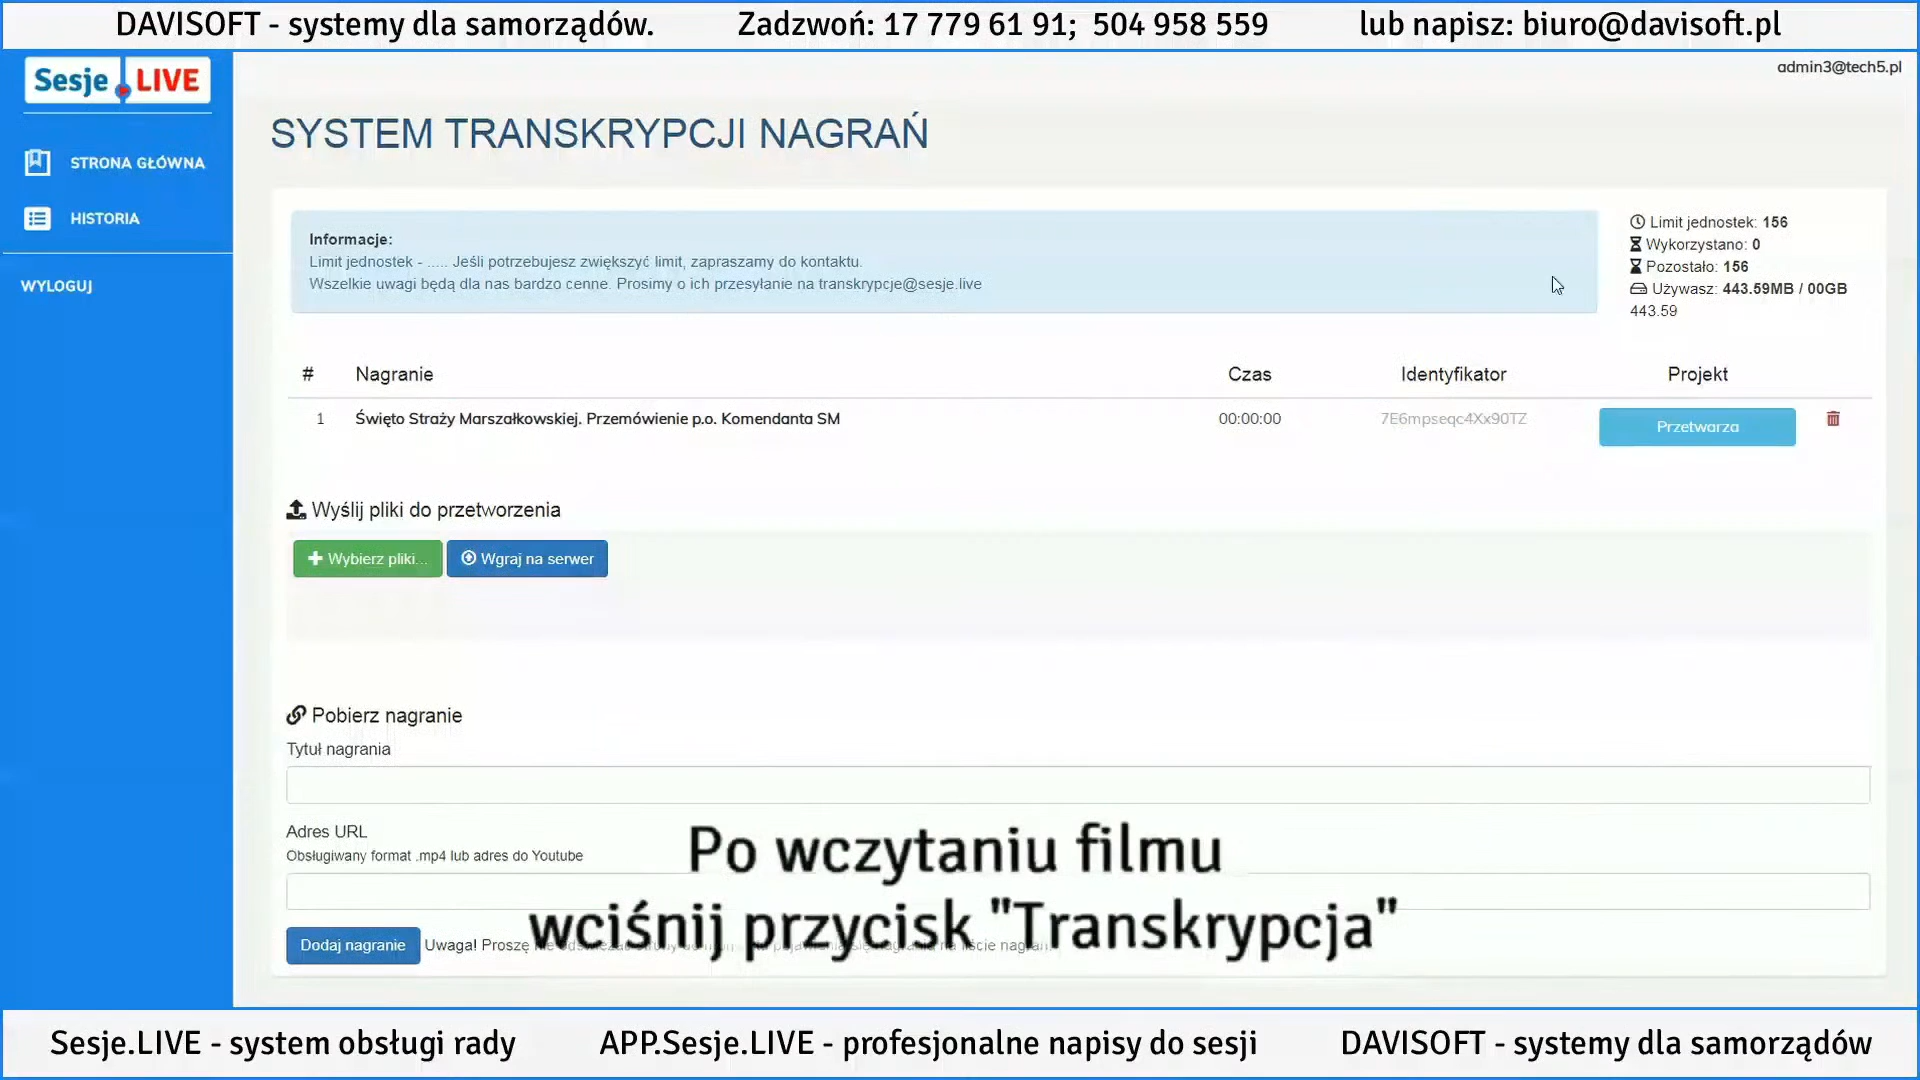 DAVISOFT - systemy dla samorządów. Zadzwoń: 17 779 61 91; 504 958 559 lub napisz: biuro@davisoft.pl
Sesje.LIVE
admin3@tech5.pl
STRONA GŁÓWNA
HISTORIA
WYLOGUJ
SYSTEM TRANSKRYPCJI NAGRAŃ
Informacje:
Limit jednostek - ..... Jeśli potrzebujesz zwiększyć limit, zapraszamy do kontaktu.
Wszelkie uwagi będą dla nas bardzo cenne. Prosimy o ich przesyłanie na transkrypcje@sesje.live
Limit jednostek: 156
Wykorzystano: 0
Pozostało: 156
Używasz: 443.59MB / 00GB
443.59
# Nagranie Czas Identyfikator Projekt
1 Święto Straży Marszałkowskiej. Przemówienie p.o. Komendanta SM 00:00:00 7E6mpseqc4Xx90TZ Przetwarza
Wyślij pliki do przetworzenia
Wybierz pliki... Wgraj na serwer
Pobierz nagranie
Tytuł nagrania
Adres URL
Obsługiwany format .mp4 lub adres do Youtube
Po wczytaniu filmu
wciśnij przycisk "Transkrypcja"
Dodaj nagranie Uwaga! Proszę nie
Sesje.LIVE - system obsługi rady APP.Sesje.LIVE - profesjonalne napisy do sesji DAVISOFT - systemy dla samorządów